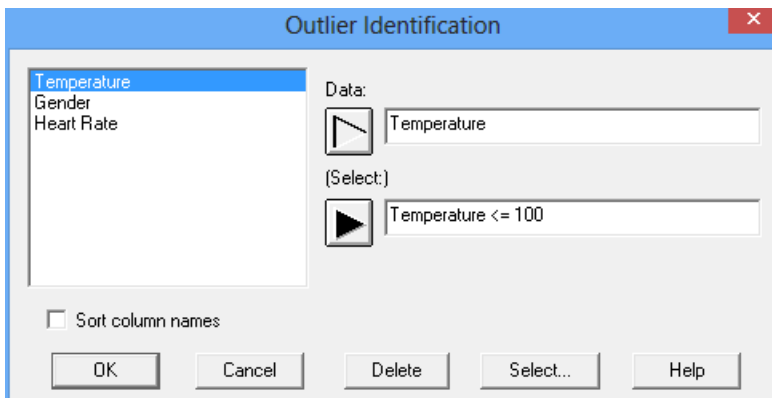 Outlier Identification
Temperature
Gender
Heart Rate
Data:
Temperature
(Select:)
Temperature <= 100
Sort column names
OK
Cancel
Delete
Select...
Help